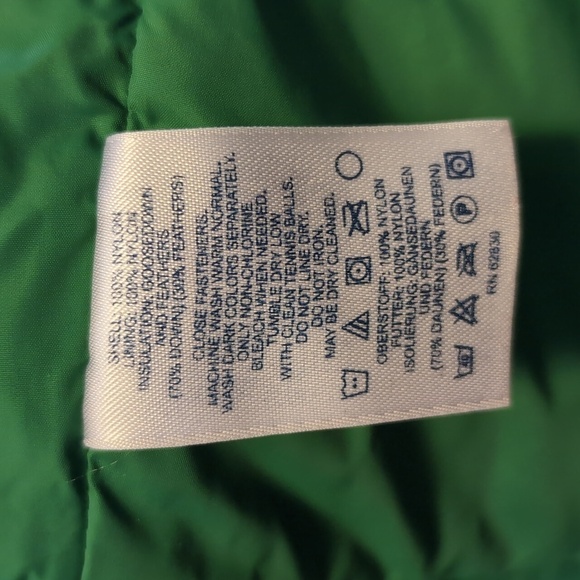 SHELL: 100% NYLON
LINING: 100% NYLON
INSULATION: GOOSEDOWN
AND FEATHERS
(70% DOWN) (30% FEATHERS)
CLOSE FASTENERS.
MACHINE WASH WARM NORMAL.
WASH DARK COLORS SEPARATELY.
ONLY NON-CHLORINE
BLEACH WHEN NEEDED.
TUMBLE DRY LOW
WITH CLEAN TENNIS BALLS.
DO NOT LINE DRY.
DO NOT IRON.
MAY BE DRY CLEANED.
OBERSTOFF: 100% NYLON
FUTTER: 100% NYLON
ISOLIERUNG: GÄNSEDAUNEN
UND FEDERN
(70% DAUNEN) (30% FEDERN)
40 P
RN 62830